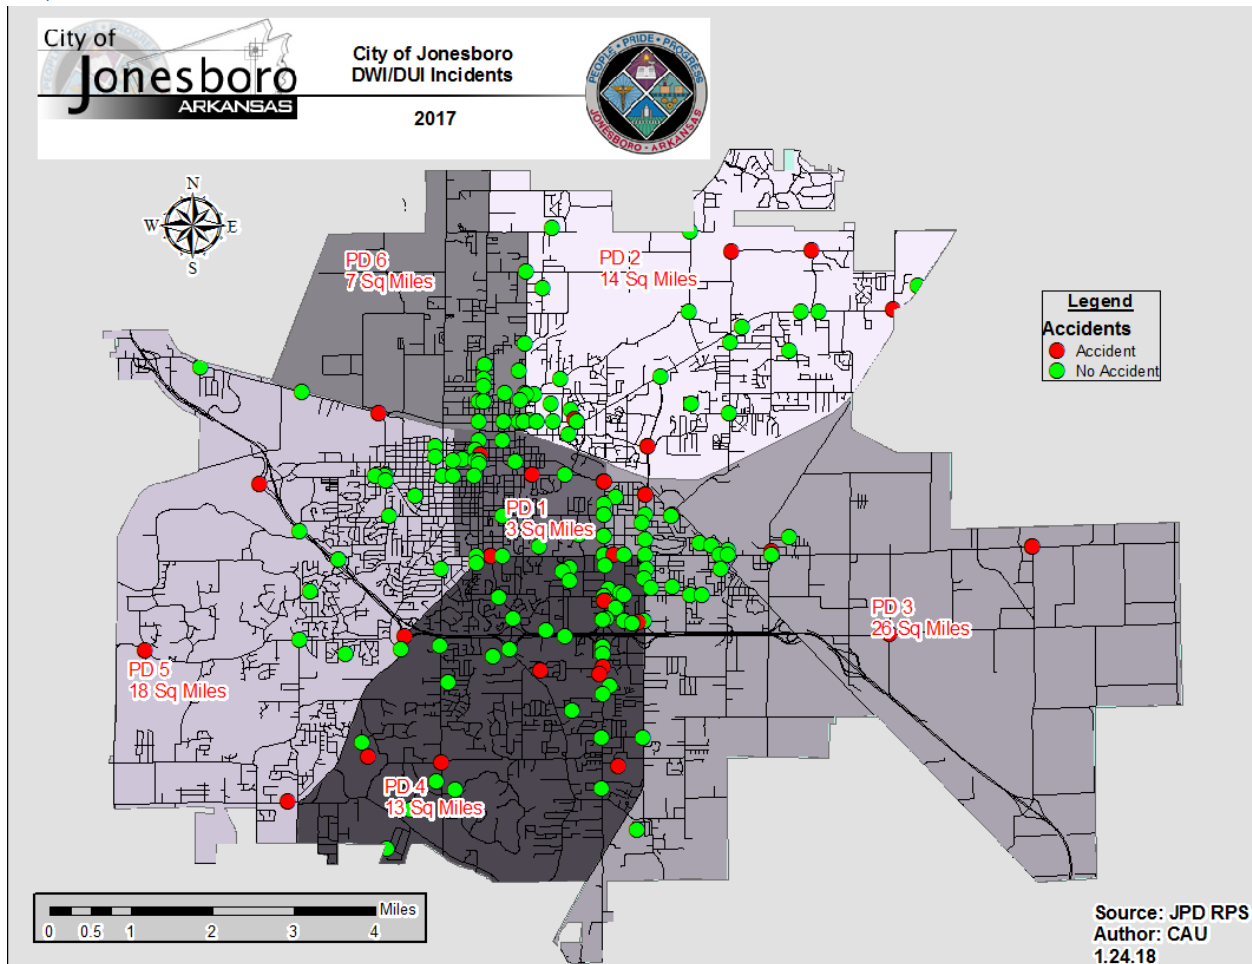 City of
Jonesboro
ARKANSAS
City of Jonesboro
DWI/DUI Incidents
2017
PEOPLE • PRIDE • PROGRESS
JONESBORO • ARKANSAS
N
W E
S
PD 6
7 Sq Miles
PD 2
14 Sq Miles
Legend
Accidents
Accident
No Accident
PD 1
3 Sq Miles
PD 3
26 Sq Miles
PD 5
18 Sq Miles
PD 4
13 Sq Miles
Miles
0 0.5 1 2 3 4
Source: JPD RPS
Author: CAU
1.24.18